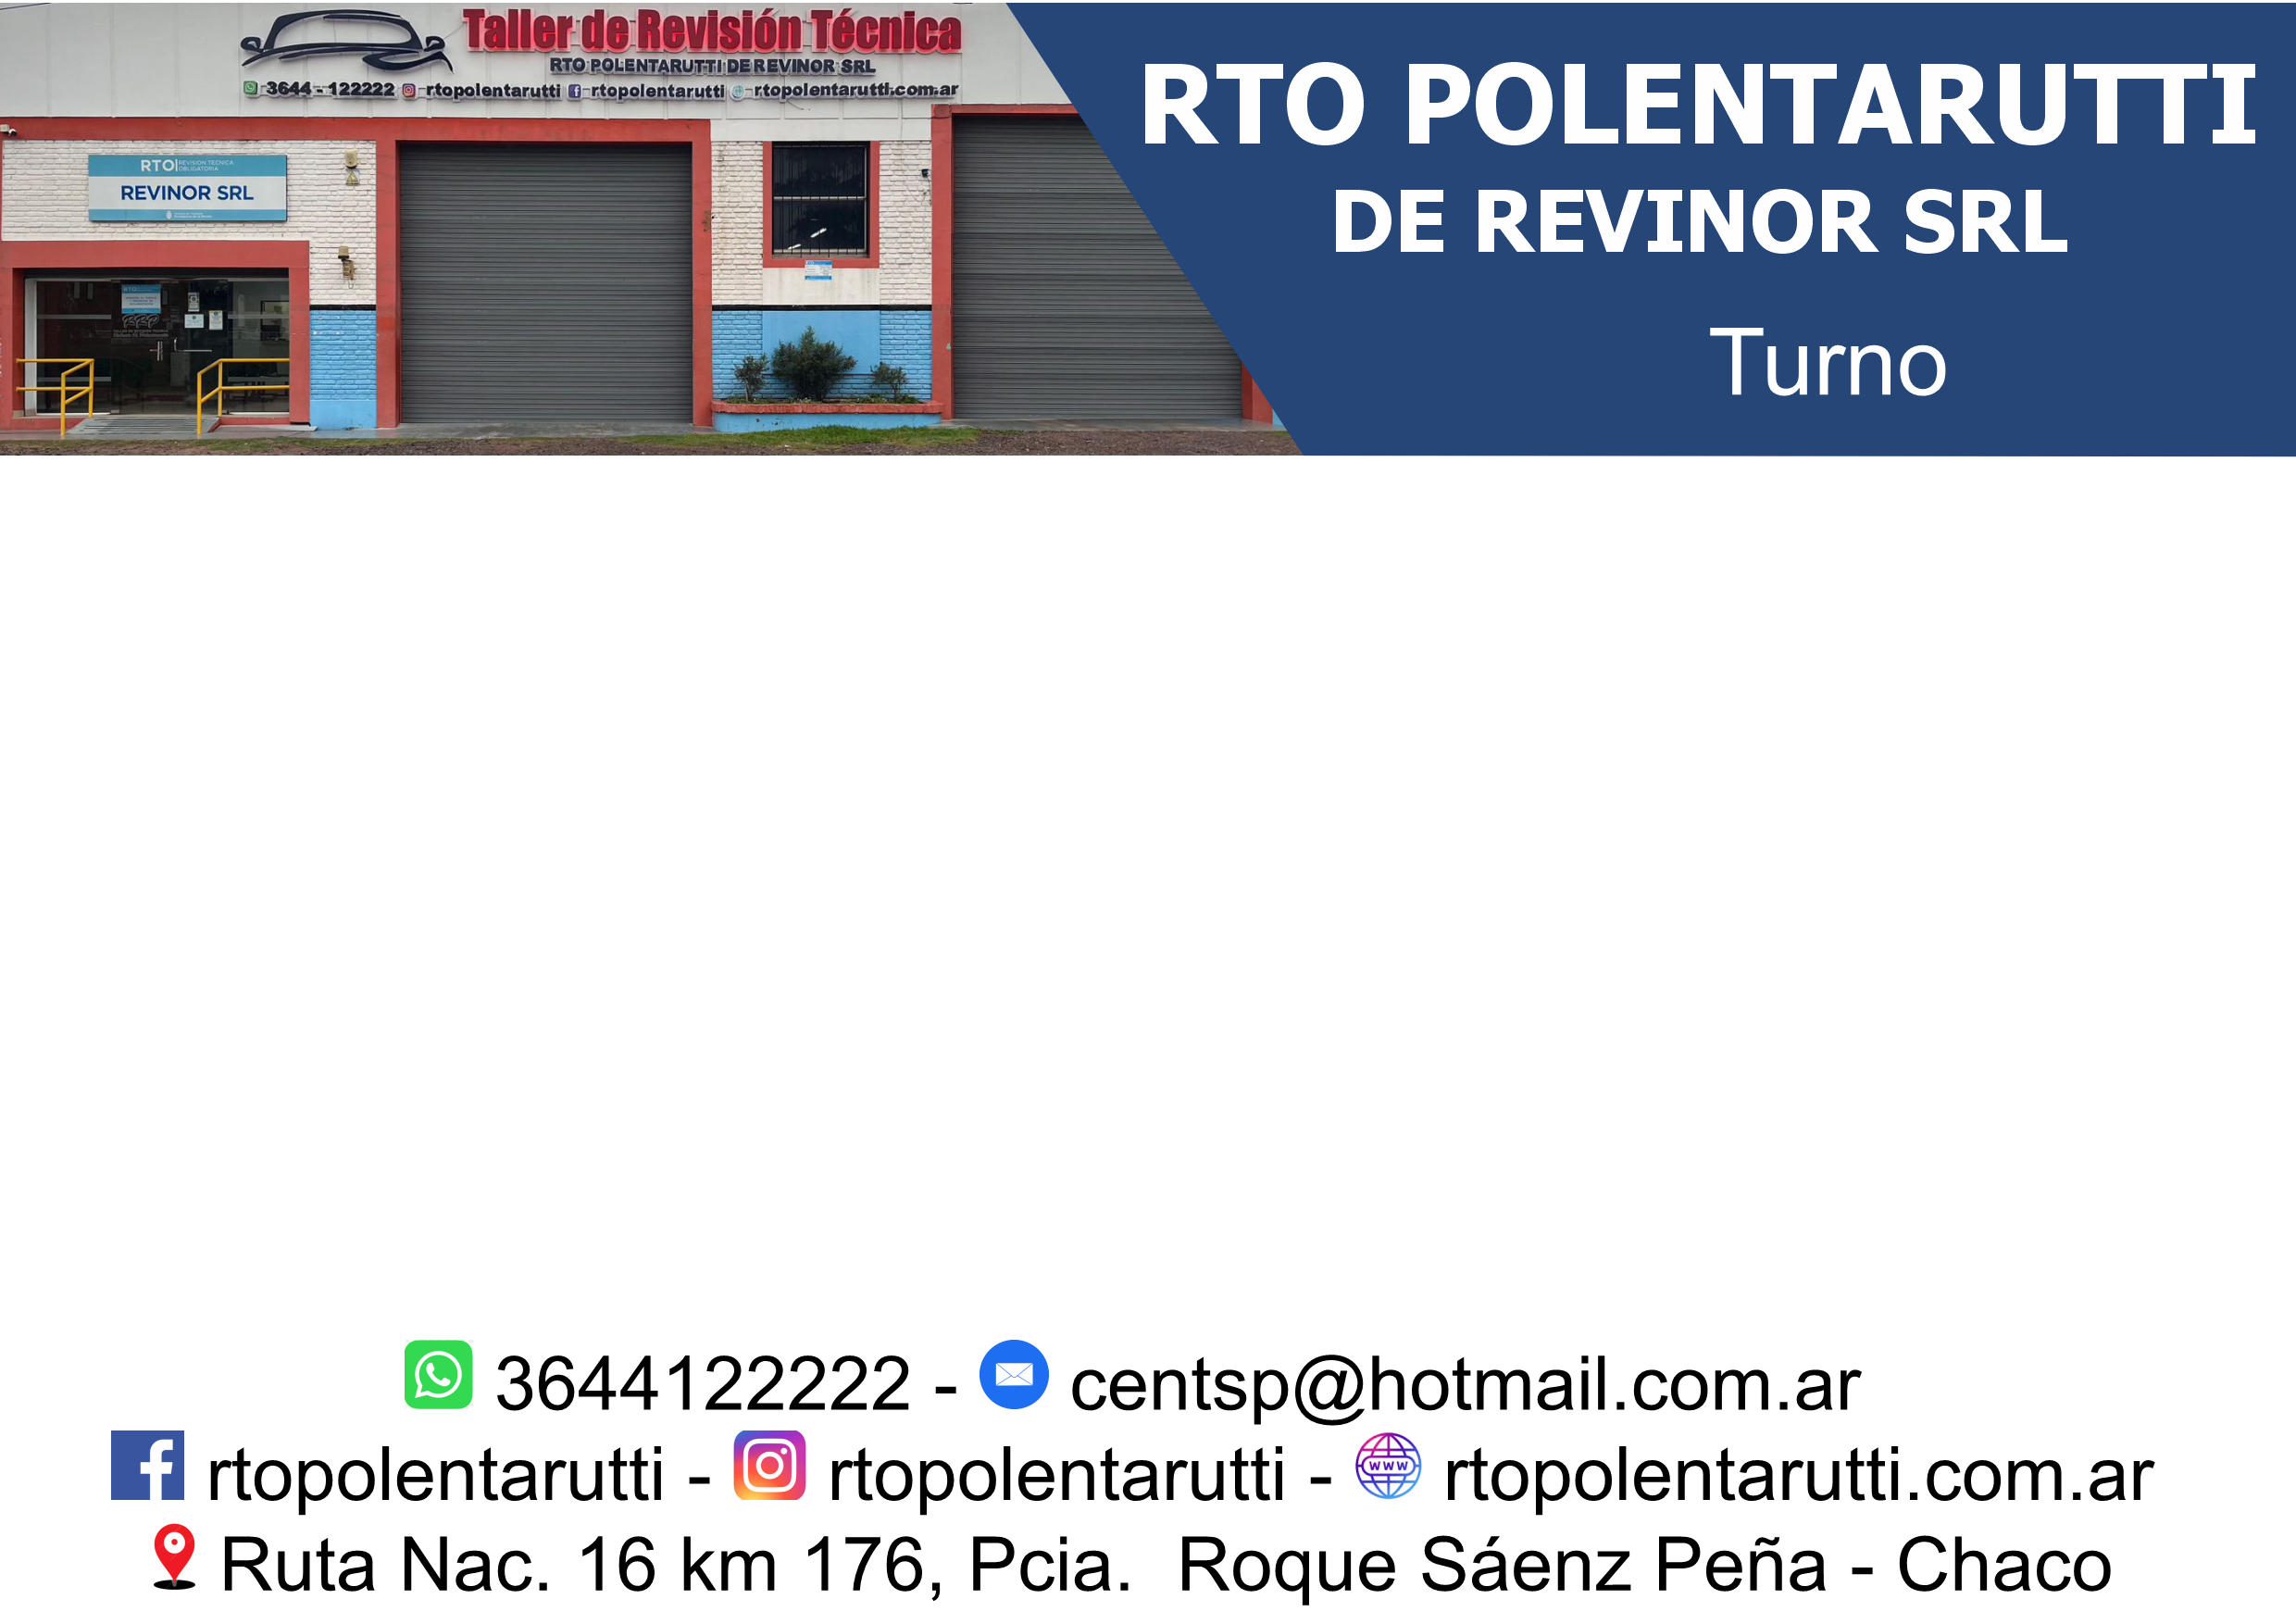 Taller de Revisión Técnica
RTO POLENTARUTTI DE REVINOR SRL
3644 - 122222 rtopolentarutti rtopolentarutti rtopolentarutti.com.ar
RTO REVISIÓN TÉCNICA OBLIGATORIA
REVINOR SRL
RTO
RTO POLENTARUTTI
DE REVINOR SRL
Turno
3644122222 - centsp@hotmail.com.ar
rtopolentarutti - rtopolentarutti - www rtopolentarutti.com.ar
Ruta Nac. 16 km 176, Pcia. Roque Sáenz Peña - Chaco